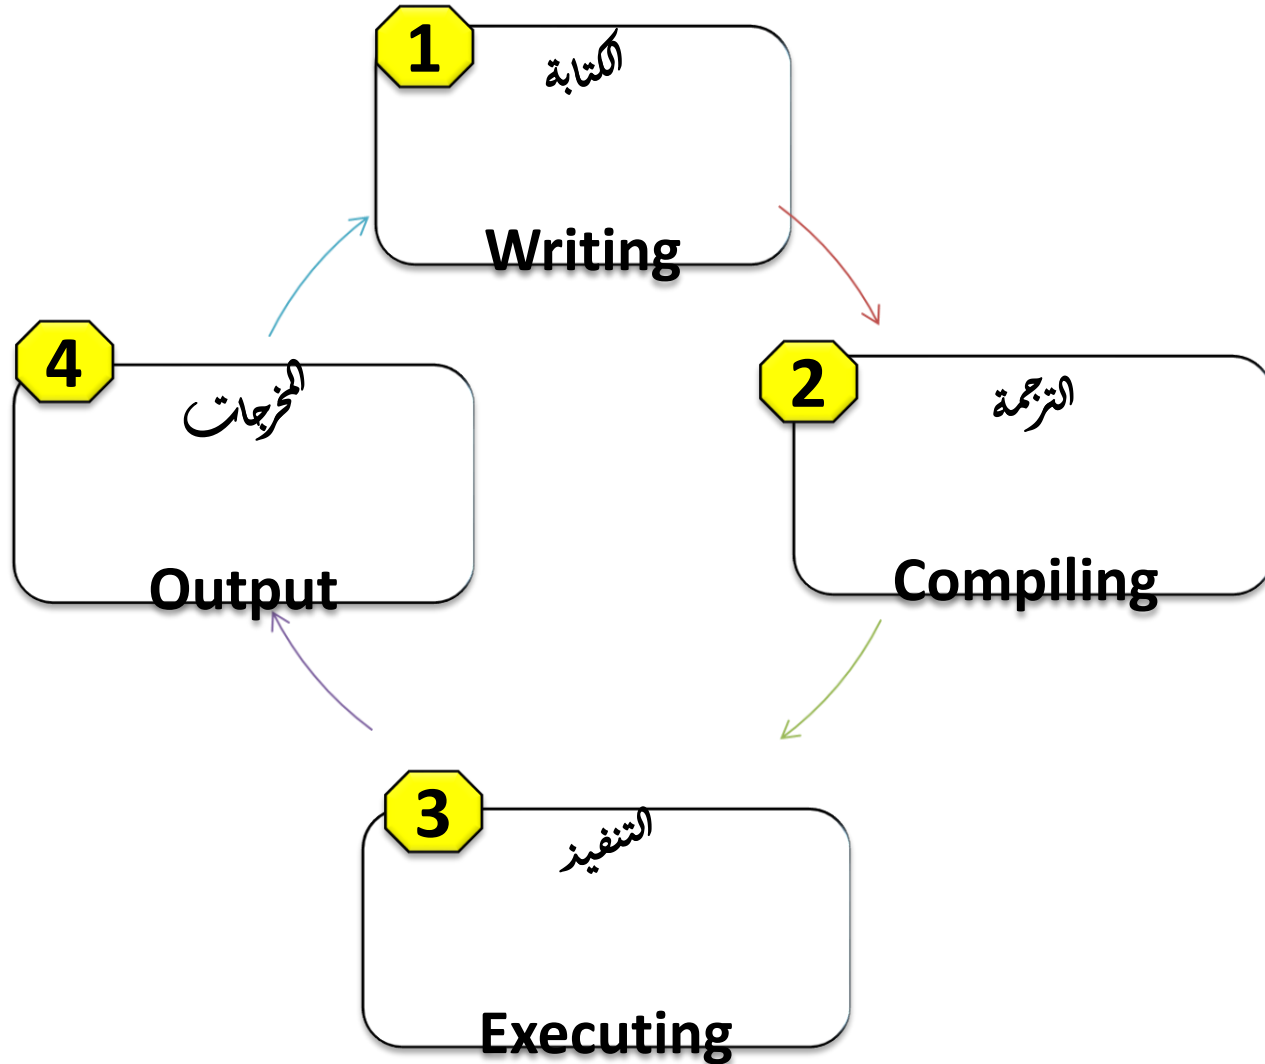 1
الكتابة
Writing
2
الترجمة
Compiling
3
التنفيذ
Executing
4
المخرجات
Output